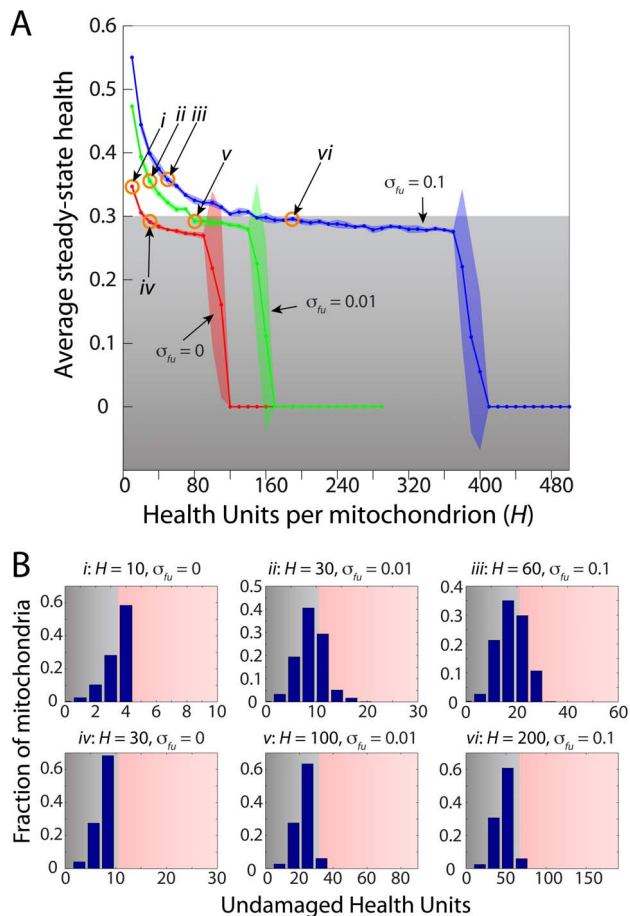 A
Average steady-state health
0.6
0.5
0.4
0.3
0.2
0.1
0
i
ii
iii
iv
v
vi
σfu = 0
σfu = 0.01
σfu = 0.1
0 80 160 240 320 400 480
Health Units per mitochondrion (H)
B
Fraction of mitochondria
i: H = 10, σfu = 0
0.6
0.4
0.2
0
0 2 4 6 8 10
ii: H = 30, σfu = 0.01
0.5
0.4
0.3
0.2
0.1
0
0 10 20 30
iii: H = 60, σfu = 0.1
0.4
0.3
0.2
0.1
0
0 20 40 60
iv: H = 30, σfu = 0
0.6
0.4
0.2
0
0 10 20 30
v: H = 100, σfu = 0.01
0.6
0.4
0.2
0
0 20 40 60 80
vi: H = 200, σfu = 0.1
0.6
0.4
0.2
0
0 50 100 150
Undamaged Health Units